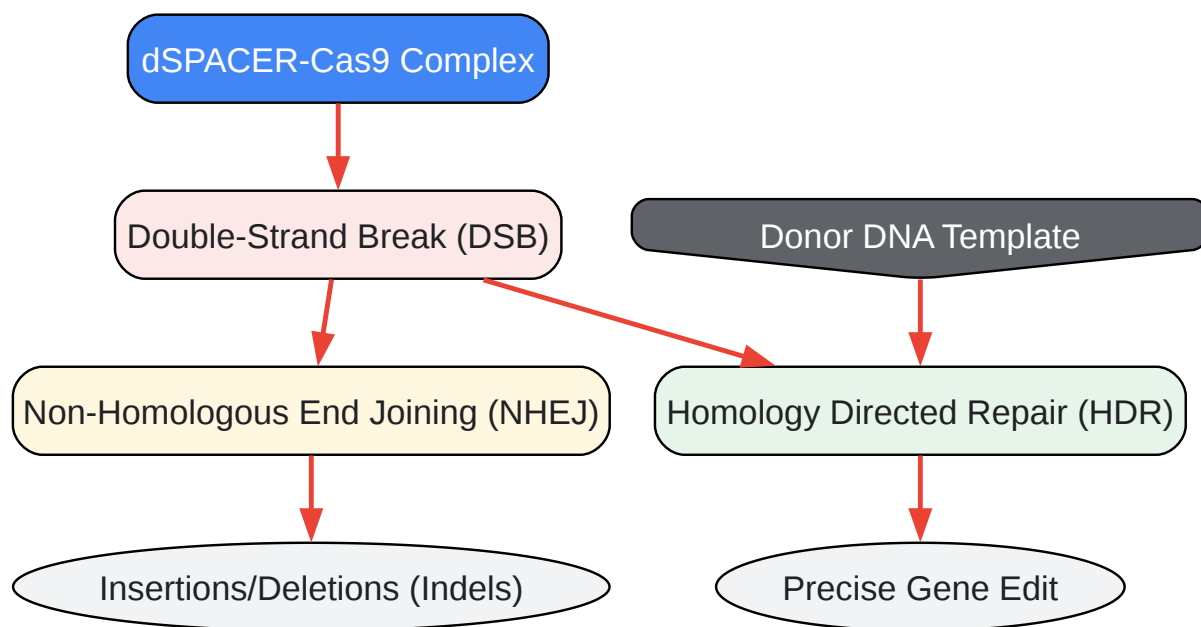 dSPACER-Cas9 Complex
Double-Strand Break (DSB)
Donor DNA Template
Non-Homologous End Joining (NHEJ)
Homology Directed Repair (HDR)
Insertions/Deletions (Indels)
Precise Gene Edit